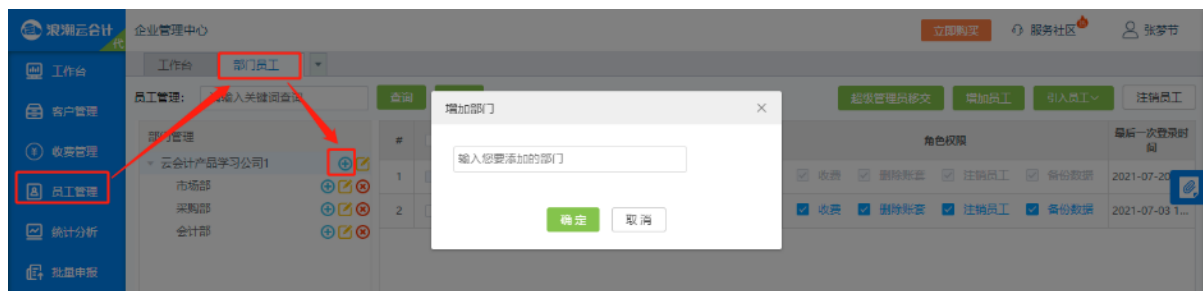 浪潮云会计
代
企业管理中心
立即购买
服务社区
张梦节
工作台
客户管理
收费管理
员工管理
统计分析
批量申报
工作台
部门员工
员工管理:
输入关键词查询
查询
超级管理员移交
增加员工
引入员工
注销员工
部门管理
云会计产品学习公司1
市场部
采购部
会计部
#
角色权限
最后一次登录时间
1
收费
删除账套
注销员工
备份数据
2021-07-20
2
收费
删除账套
注销员工
备份数据
2021-07-03 1...
增加部门
输入您要添加的部门
确定
取消